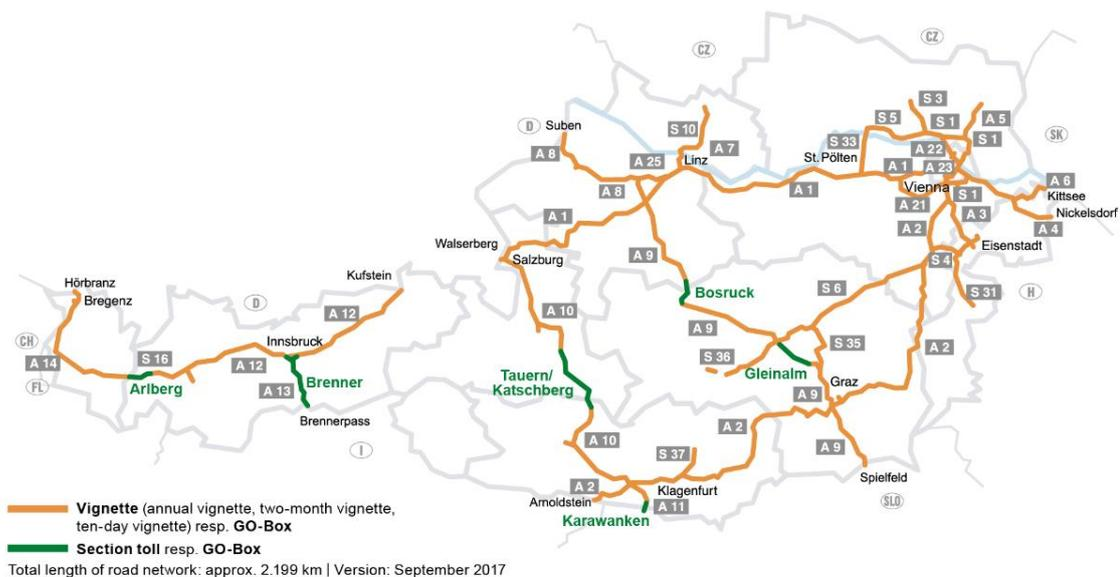 CZ
CZ
S 3
S 5
S 1
A 5
D
Suben
S 10
A 7
S 33
A 22
S 1
SK
A 8
A 25
Linz
St. Pölten
A 1
A 23
A 8
A 1
Vienna
S 1
A 6
Kittsee
A 21
A 3
Nickelsdorf
A 1
A 2
A 4
Walserberg
Salzburg
A 9
Eisenstadt
S 4
Hörbranz
Bregenz
D
Kufstein
Bosruck
S 6
S 31
H
A 12
A 10
A 9
CH
Innsbruck
S 35
A 2
A 14
S 16
A 12
S 36
FL
Arlberg
A 13
Brenner
Tauern/
Katschberg
Gleinalm
Graz
A 9
Brennerpass
A 2
I
A 10
S 37
A 9
Spielfeld
A 2
Klagenfurt
Arnoldstein
A 11
SLO
Karawanken
Vignette (annual vignette, two-month vignette,
ten-day vignette) resp. GO-Box
Section toll resp. GO-Box
Total length of road network: approx. 2.199 km | Version: September 2017